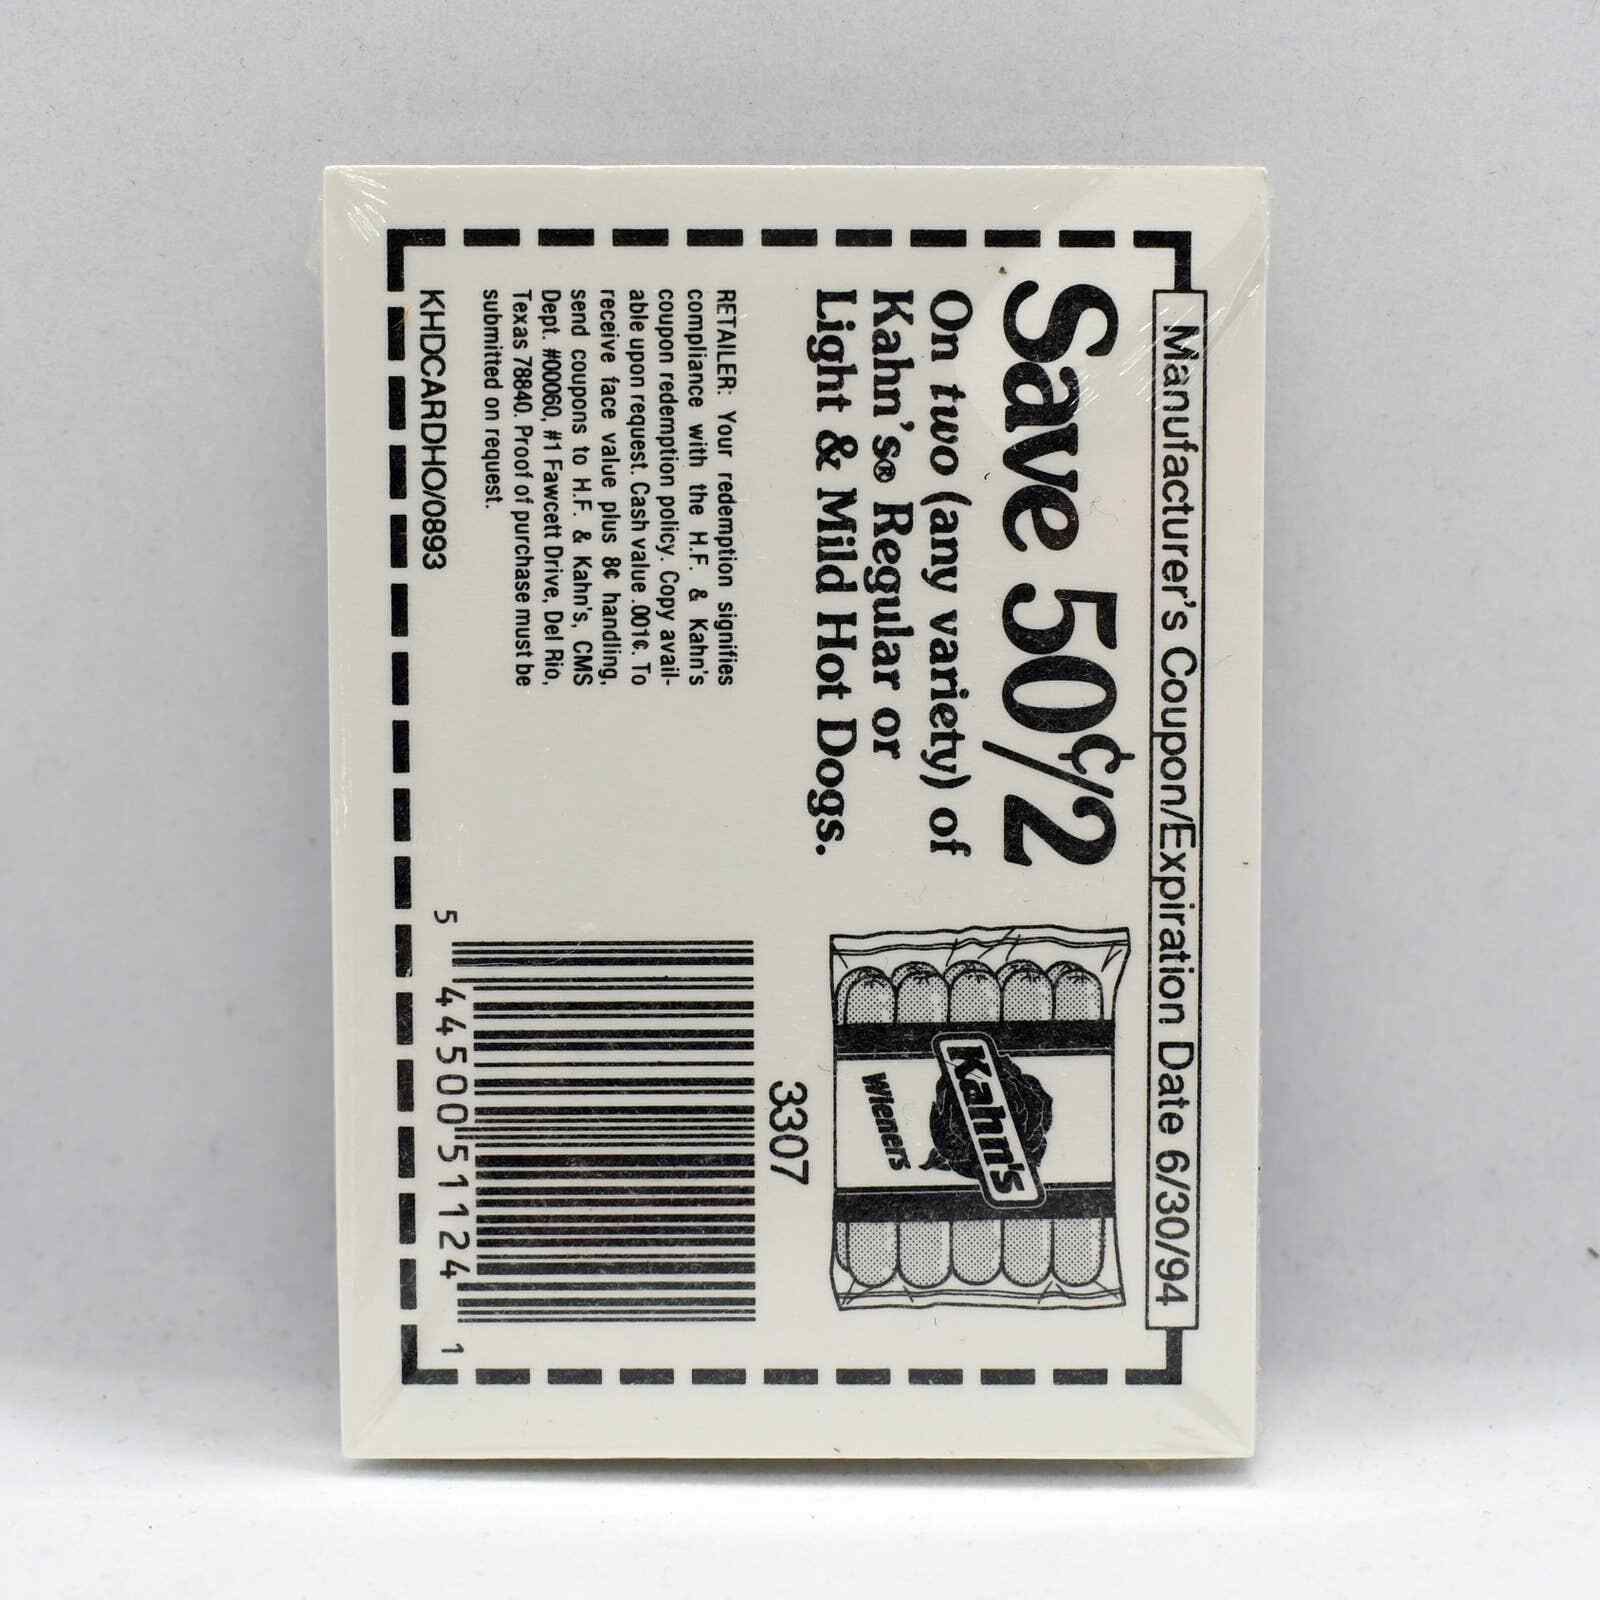 Manufacturer's Coupon/Expiration Date 6/30/94
Save 50¢/2
On two (any variety) of
Kahn's® Regular or
Light & Mild Hot Dogs.
Kahn's
Wieners
RETAILER: Your redemption signifies
compliance with the H.F. & Kahn's
coupon redemption policy. Copy avail-
able upon request. Cash value .001¢. To
receive face value plus 8¢ handling,
send coupons to H.F. & Kahn's, CMS
Dept. #00060, #1 Fawcett Drive, Del Rio,
Texas 78840. Proof of purchase must be
submitted on request.
KHDCARDHO/0893
3307
5 44500 51124 1